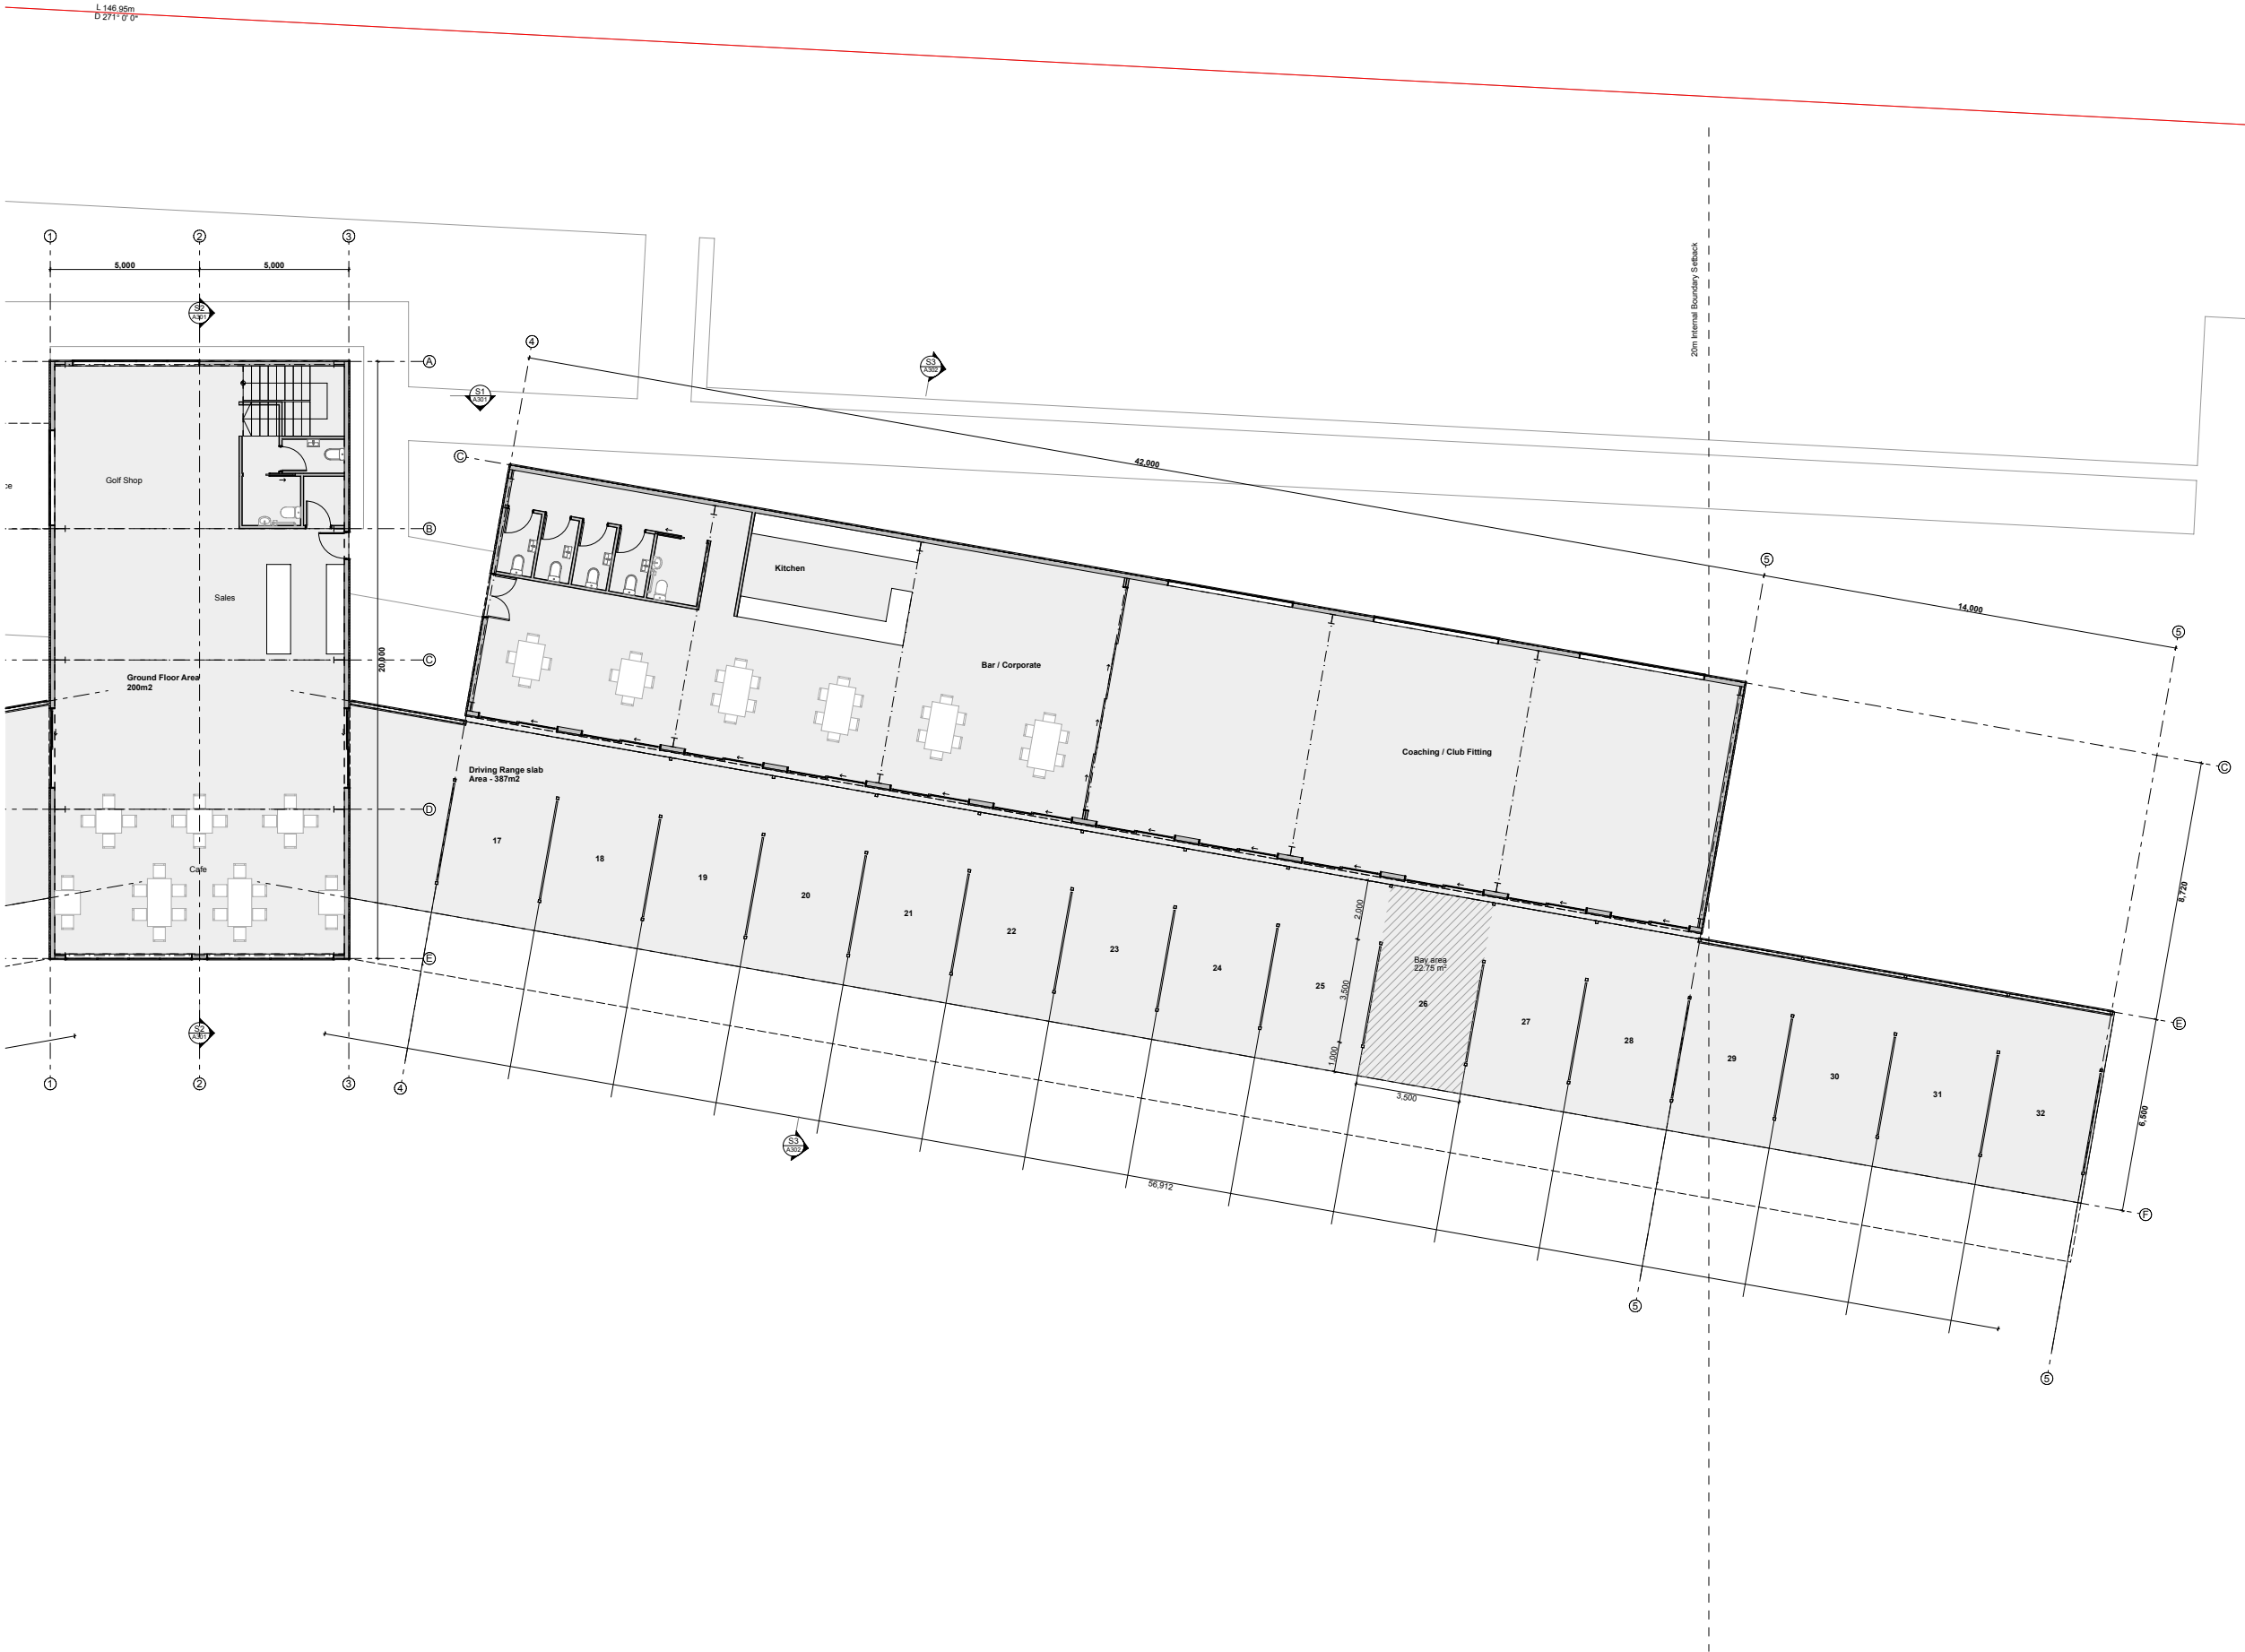 L 146.95m
D 271° 0' 0"
20m Internal Boundary Setback
1
2
3
5,000
5,000
S2
A301
4
A
S3
A302
S1
A301
C
42,000
Golf Shop
B
5
Kitchen
14,000
Sales
5
20,000
C
Bar / Corporate
Ground Floor Area
200m2
Coaching / Club Fitting
C
Driving Range slab
Area - 387m2
D
17
18
19
20
21
22
23
24
25
26
27
28
29
30
31
32
Cafe
8,720
2,000
3,500
1,000
Bay area
22.75 m²
3,500
E
E
6,500
S2
A301
1
2
3
4
S3
A302
56,912
F
5
5